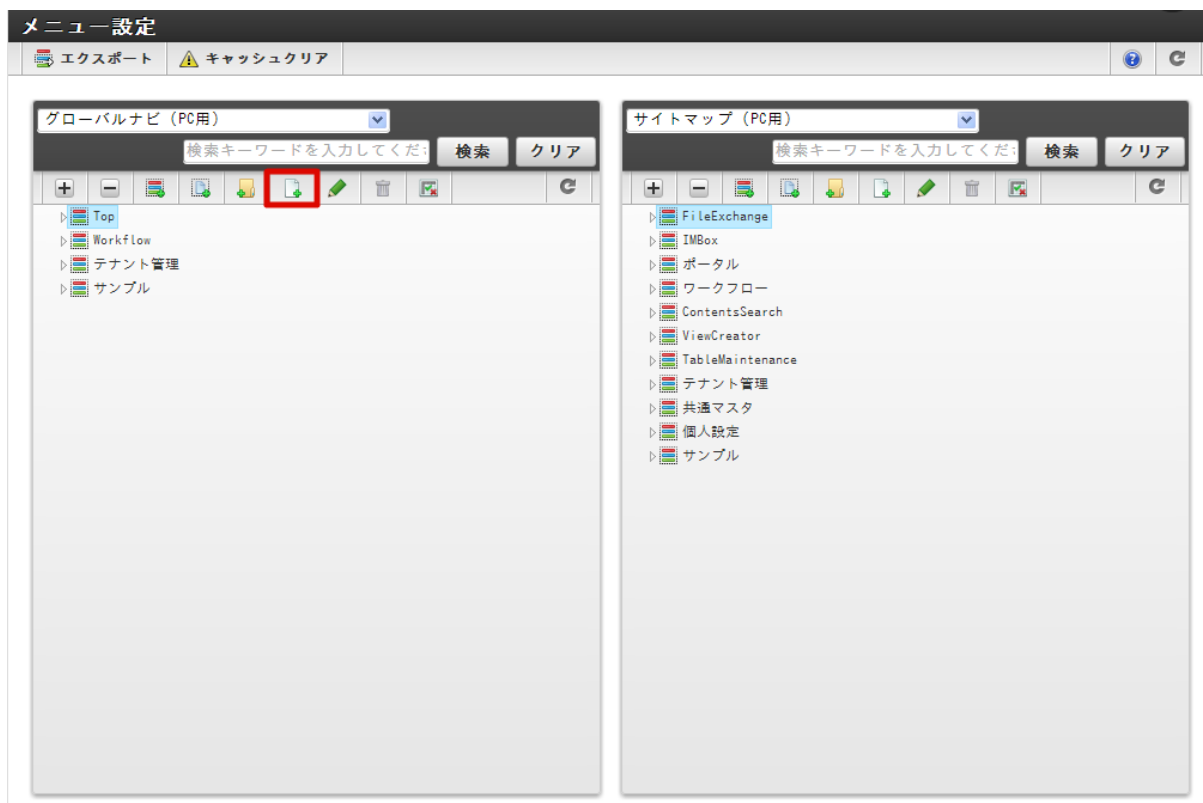 メニュー設定
エクスポート キャッシュクリア
グローバルナビ (PC用)
検索キーワードを入力してくだ
検索 クリア
Top
Workflow
テナント管理
サンプル
サイトマップ (PC用)
検索キーワードを入力してくだ
検索 クリア
FileExchange
IMBox
ポータル
ワークフロー
ContentsSearch
ViewCreator
TableMaintenance
テナント管理
共通マスタ
個人設定
サンプル